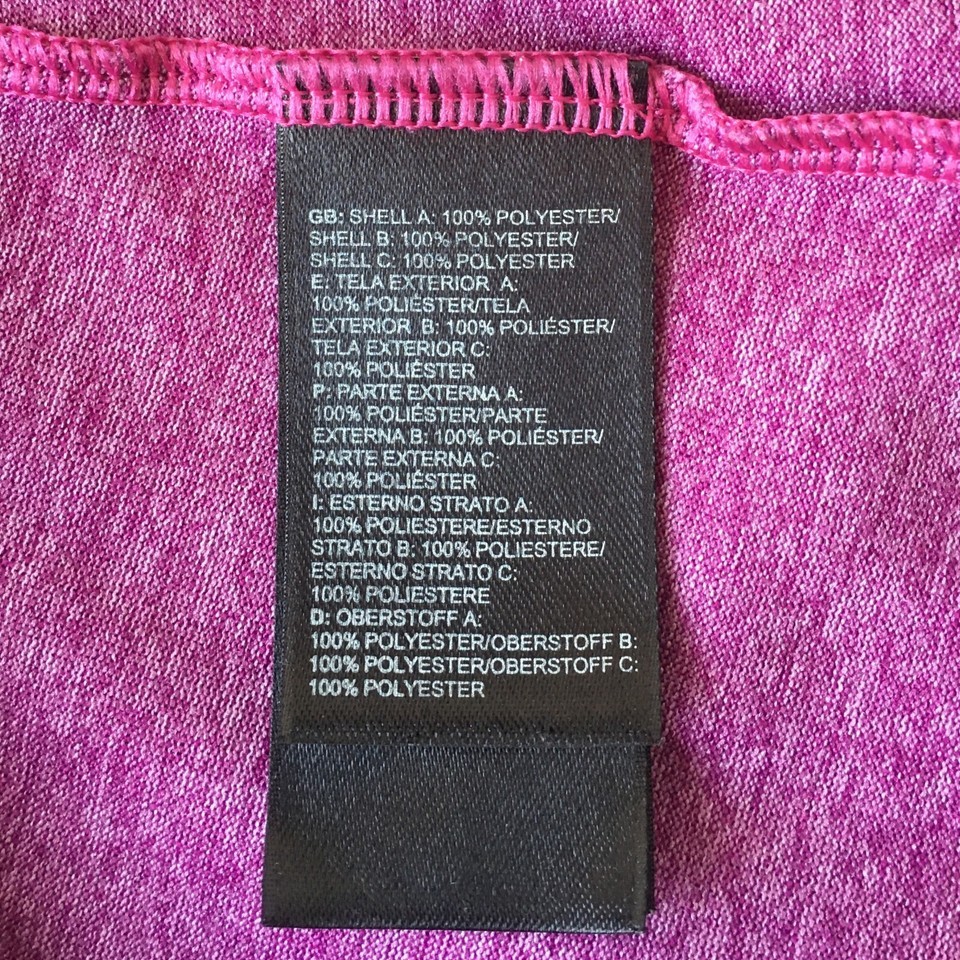 GB: SHELL A: 100% POLYESTER/
SHELL B: 100% POLYESTER/
SHELL C: 100% POLYESTER
E: TELA EXTERIOR A:
100% POLIÉSTER/TELA
EXTERIOR B: 100% POLIÉSTER/
TELA EXTERIOR C:
100% POLIÉSTER
P: PARTE EXTERNA A:
100% POLIÉSTER/PARTE
EXTERNA B: 100% POLIÉSTER/
PARTE EXTERNA C:
100% POLIÉSTER
I: ESTERNO STRATO A:
100% POLIESTERE/ESTERNO
STRATO B: 100% POLIESTERE/
ESTERNO STRATO C:
100% POLIESTERE
D: OBERSTOFF A:
100% POLYESTER/OBERSTOFF B:
100% POLYESTER/OBERSTOFF C:
100% POLYESTER